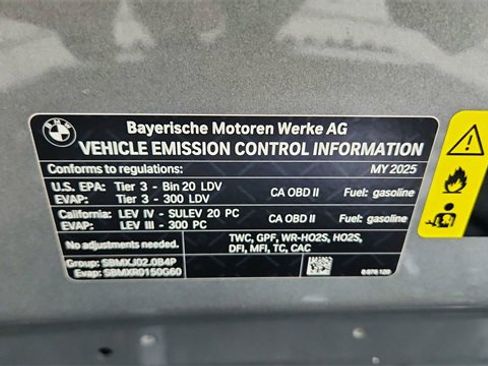 BMW
Bayerische Motoren Werke AG
VEHICLE EMISSION CONTROL INFORMATION
Conforms to regulations: MY 2025
U.S. EPA: Tier 3 - Bin 20 LDV CA OBD II Fuel: gasoline
EVAP: Tier 3 - 300 LDV
California: LEV IV - SULEV 20 PC CA OBD II Fuel: gasoline
EVAP: LEV III - 300 PC
No adjustments needed. TWC, GPF, WR-HO2S, HO2S,
DFI, MFI, TC, CAC
Group: SBMXJ02.0B4P
Evap: SBMXR0150G60